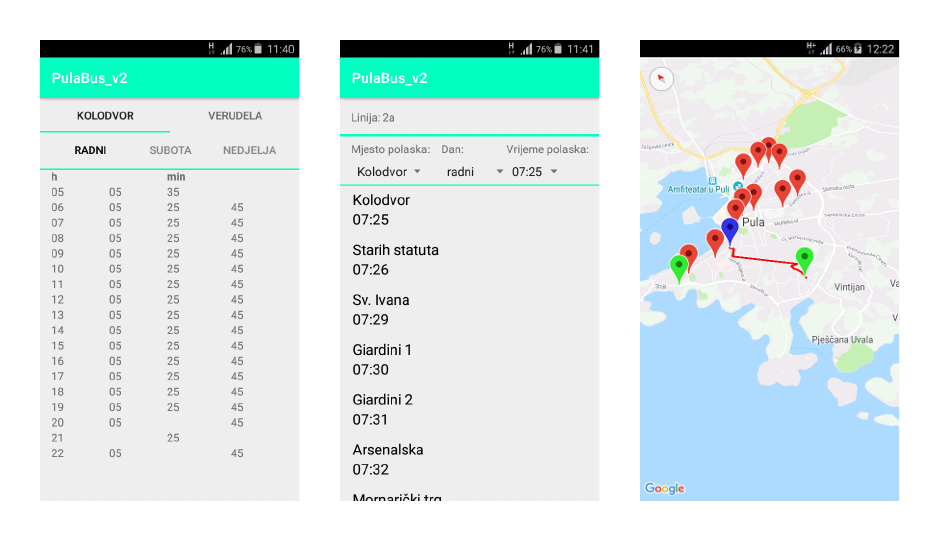 H 76% 11:40
PulaBus_v2
KOLODVOR VERUDELA
RADNI SUBOTA NEDJELJA
h min
05 05 35
06 05 25 45
07 05 25 45
08 05 25 45
09 05 25 45
10 05 25 45
11 05 25 45
12 05 25 45
13 05 25 45
14 05 25 45
15 05 25 45
16 05 25 45
17 05 25 45
18 05 25 45
19 05 25 45
20 05 45
21 25
22 05 45
H 76% 11:41
PulaBus_v2
Linija: 2a
Mjesto polaska: Dan: Vrijeme polaska:
Kolodvor radni 07:25
Kolodvor
07:25
Starih statuta
07:26
Sv. Ivana
07:29
Giardini 1
07:30
Giardini 2
07:31
Arsenalska
07:32
Mornarički trg
H+ 66% 12:22
Amfiteatar u Puli
Pula
Stoji
Vintijan
Va
V
Pješčana Uvala
Google